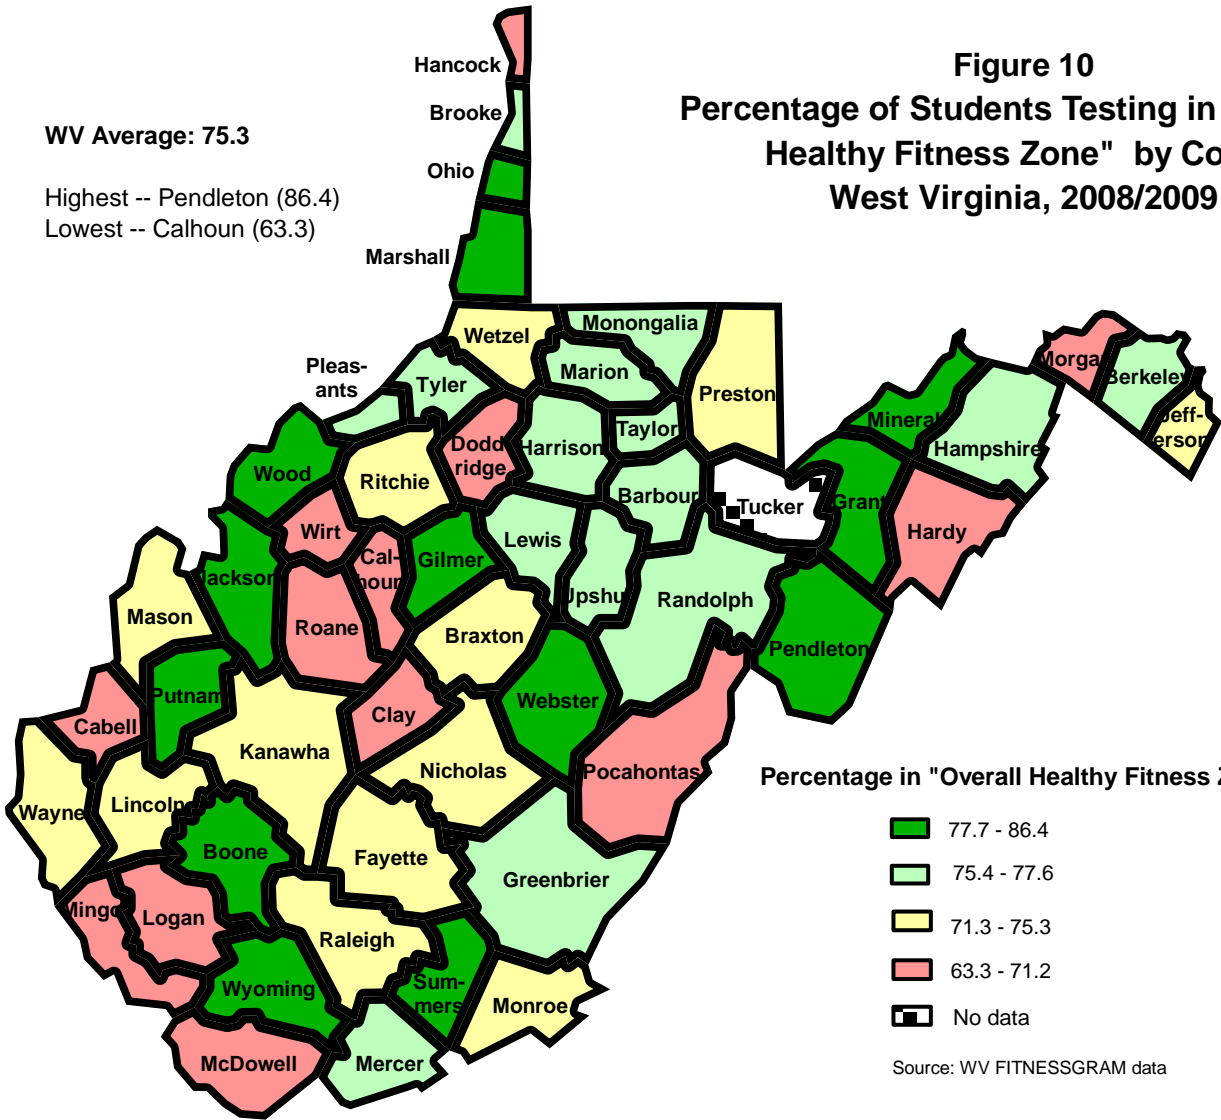 Figure 10
Percentage of Students Testing in
Healthy Fitness Zone" by Co
West Virginia, 2008/2009
WV Average: 75.3
Highest -- Pendleton (86.4)
Lowest -- Calhoun (63.3)
Hancock
Brooke
Ohio
Marshall
Wetzel
Monongalia
Marion
Pleas-
ants
Tyler
Preston
Morgan
Berkeley
Jeff-
erson
Mineral
Hampshire
Taylor
Dodd
ridge
Harrison
Wood
Ritchie
Barbour
Tucker
Grant
Hardy
Wirt
Cal-
houn
Gilmer
Lewis
Jackson
Upshu
Randolph
Mason
Roane
Braxton
Pendleton
Putnam
Webster
Cabell
Clay
Kanawha
Nicholas
Pocahontas
Wayne
Lincoln
Boone
Fayette
Greenbrier
Mingo
Logan
Raleigh
Wyoming
Sum-
mers
Monroe
McDowell
Mercer
Percentage in "Overall Healthy Fitness
77.7 - 86.4
75.4 - 77.6
71.3 - 75.3
63.3 - 71.2
No data
Source: WV FITNESSGRAM data